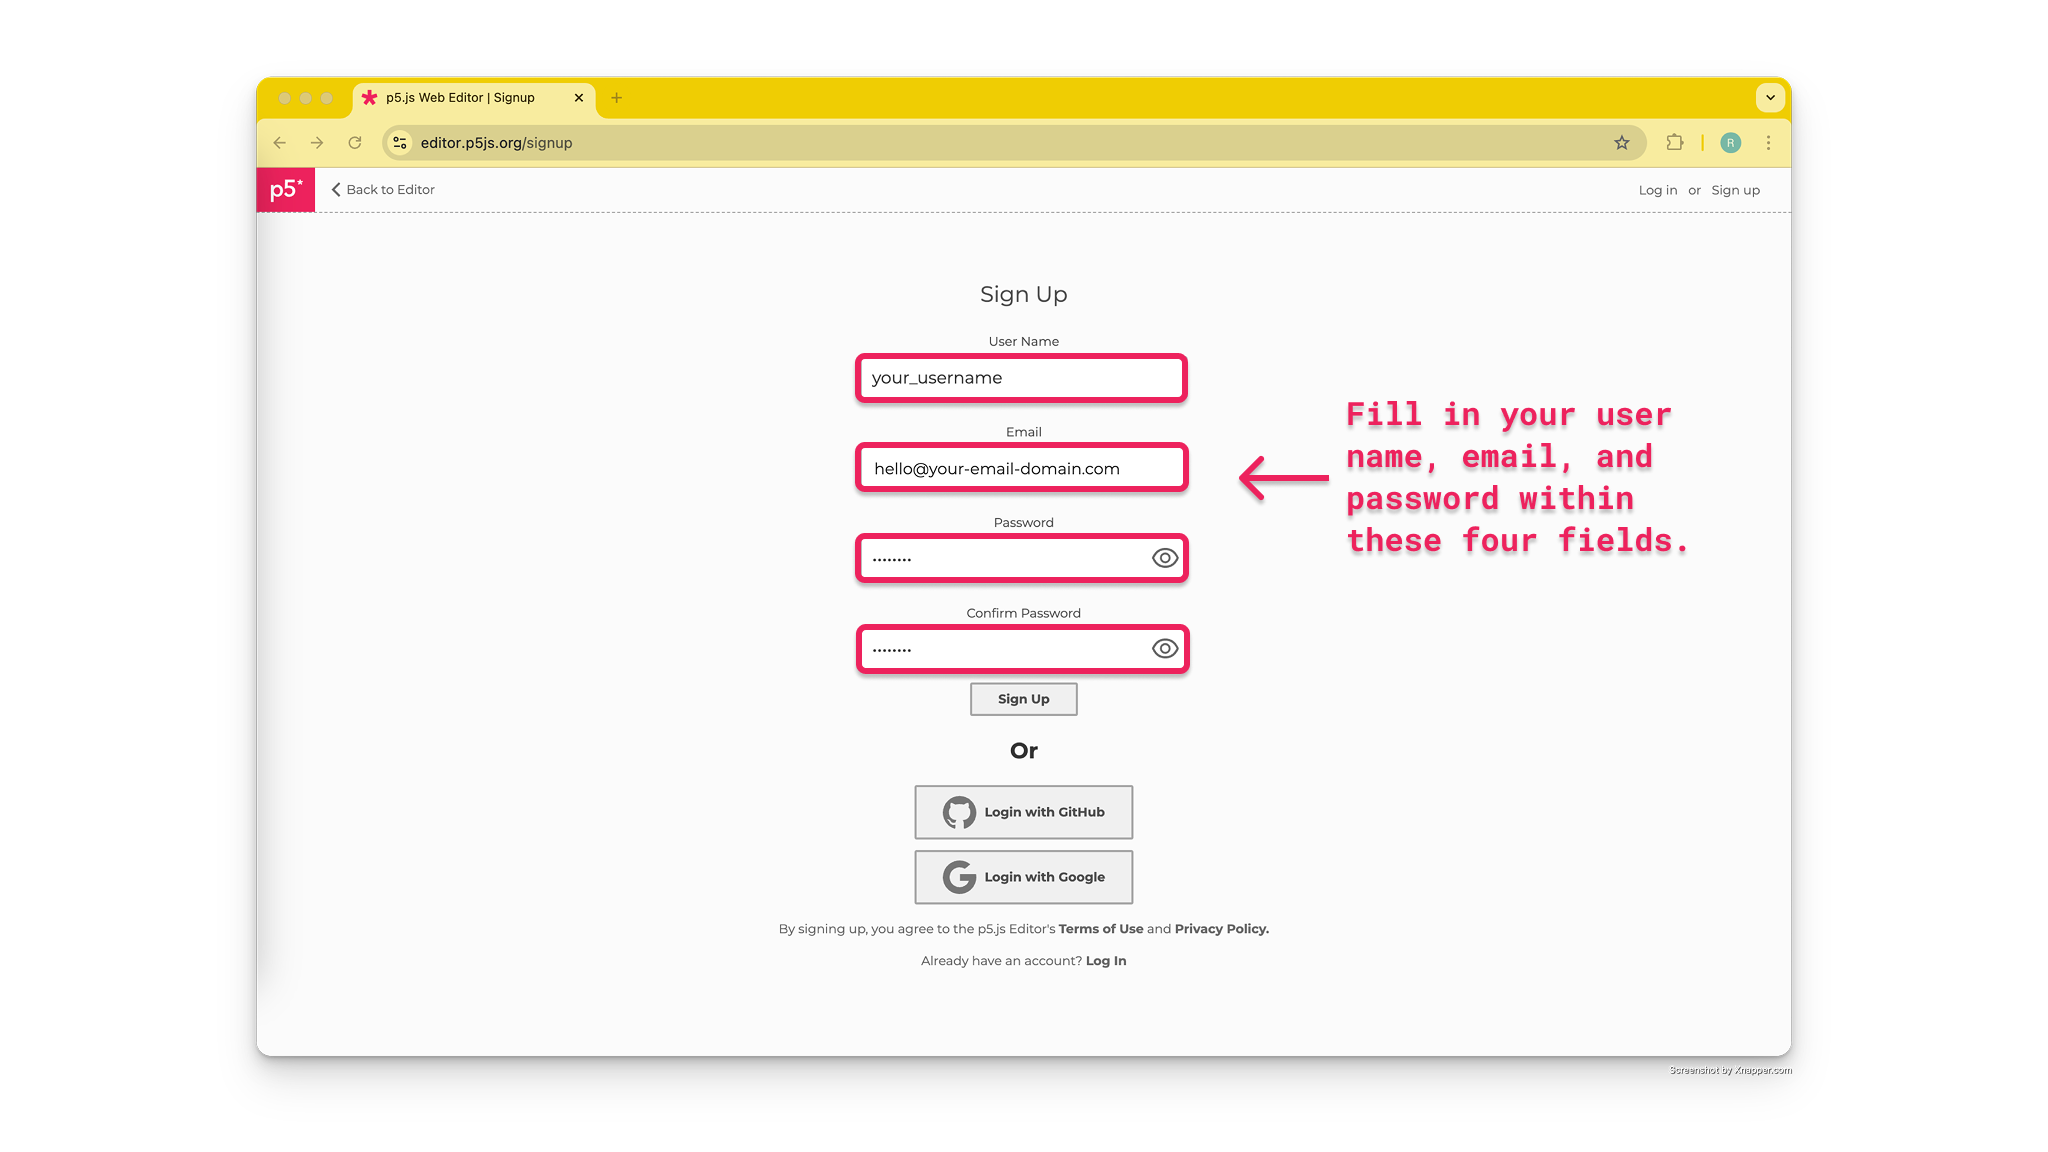 p5.js Web Editor | Signup
editor.p5js.org/signup
R
p5*
Back to Editor
Log in or Sign up
Sign Up
User Name
your_username
Email
hello@your-email-domain.com
Password
........
Confirm Password
........
Fill in your user
name, email, and
password within
these four fields.
Sign Up
Or
Login with GitHub
Login with Google
By signing up, you agree to the p5.js Editor's Terms of Use and Privacy Policy.
Already have an account? Log In
Screenshot by Xnapper.com